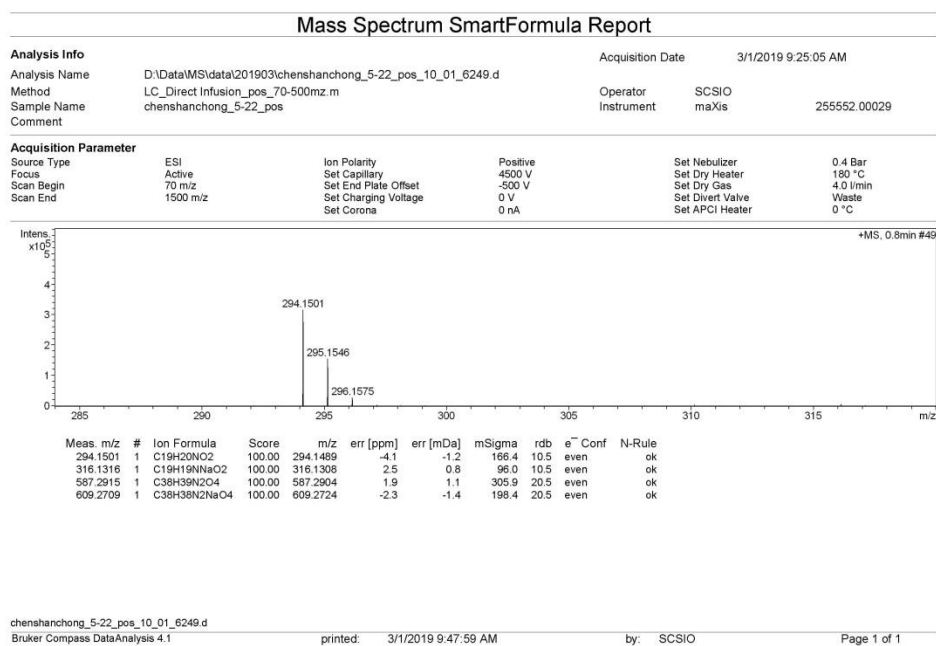 Mass Spectrum SmartFormula Report
Analysis Info
Acquisition Date 3/1/2019 9:25:05 AM
Analysis Name D:\Data\MS\data\201903\chenshanchong_5-22_pos_10_01_6249.d
Method LC_Direct Infusion_pos_70-500mz.m
Operator SCSIO
Sample Name chenshanchong_5-22_pos
Instrument maXis 255552.00029
Comment
Acquisition Parameter
Source Type ESI Ion Polarity Positive Set Nebulizer 0.4 Bar
Focus Active Set Capillary 4500 V Set Dry Heater 180 °C
Scan Begin 70 m/z Set End Plate Offset -500 V Set Dry Gas 4.0 l/min
Scan End 1500 m/z Set Charging Voltage 0 V Set Divert Valve Waste
Set Corona 0 nA Set APCI Heater 0 °C
Intens.
x10⁵
+MS, 0.8min #49
5
4
294.1501
3
2
295.1546
1
296.1575
0
285 290 295 300 305 310 315 m/z
Meas. m/z # Ion Formula Score m/z err [ppm] err [mDa] mSigma rdb e⁻ Conf N-Rule
294.1501 1 C19H20NO2 100.00 294.1489 -4.1 -1.2 166.4 10.5 even ok
316.1316 1 C19H19NNaO2 100.00 316.1308 2.5 0.8 96.0 10.5 even ok
587.2915 1 C38H39N2O4 100.00 587.2904 1.9 1.1 305.9 20.5 even ok
609.2709 1 C38H38N2NaO4 100.00 609.2724 -2.3 -1.4 198.4 20.5 even ok
chenshanchong_5-22_pos_10_01_6249.d
Bruker Compass DataAnalysis 4.1 printed: 3/1/2019 9:47:59 AM by: SCSIO Page 1 of 1